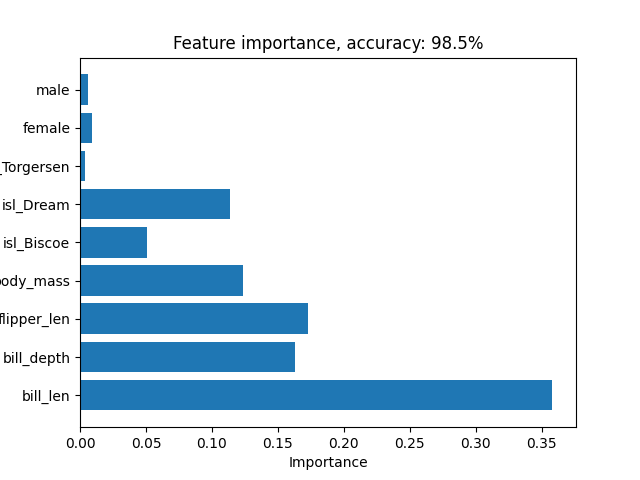 Feature importance, accuracy: 98.5%
male
female
_Torgersen
isl_Dream
isl_Biscoe
body_mass
flipper_len
bill_depth
bill_len
0.00 0.05 0.10 0.15 0.20 0.25 0.30 0.35
Importance